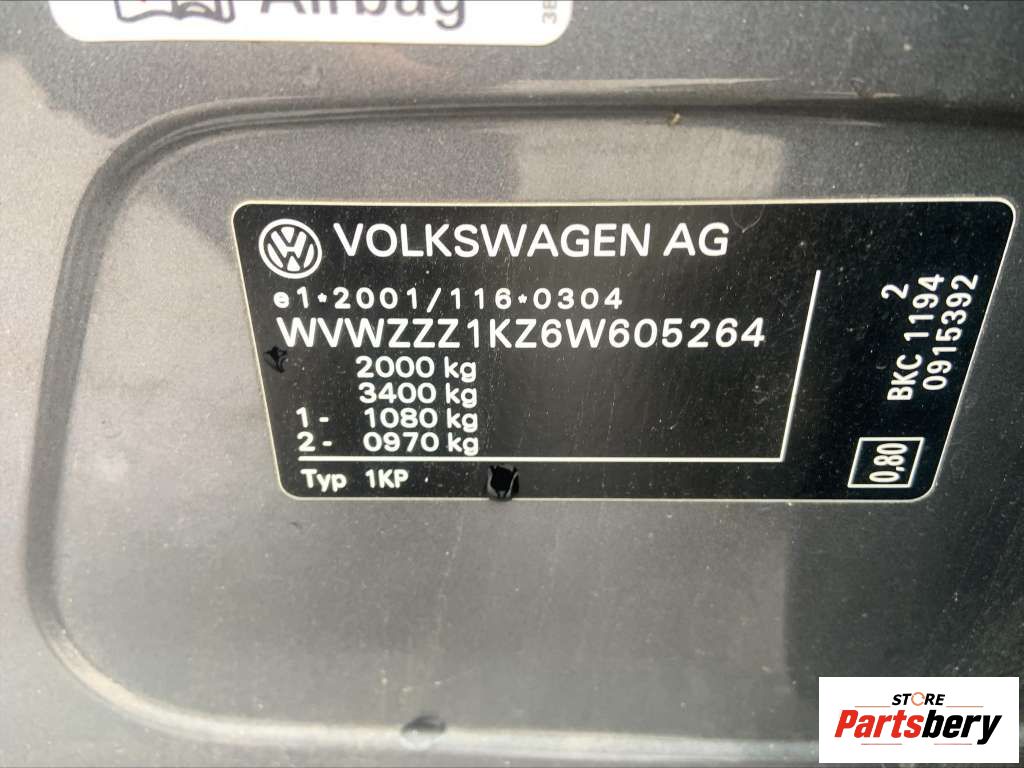 Airbag
VOLKSWAGEN AG
e1*2001/116*0304
WVWZZZ1KZ6W605264
2000 kg
3400 kg
1- 1080 kg
2- 0970 kg
Typ 1KP
2
BKC 1194
0915392
0,80
STORE
Partsbery